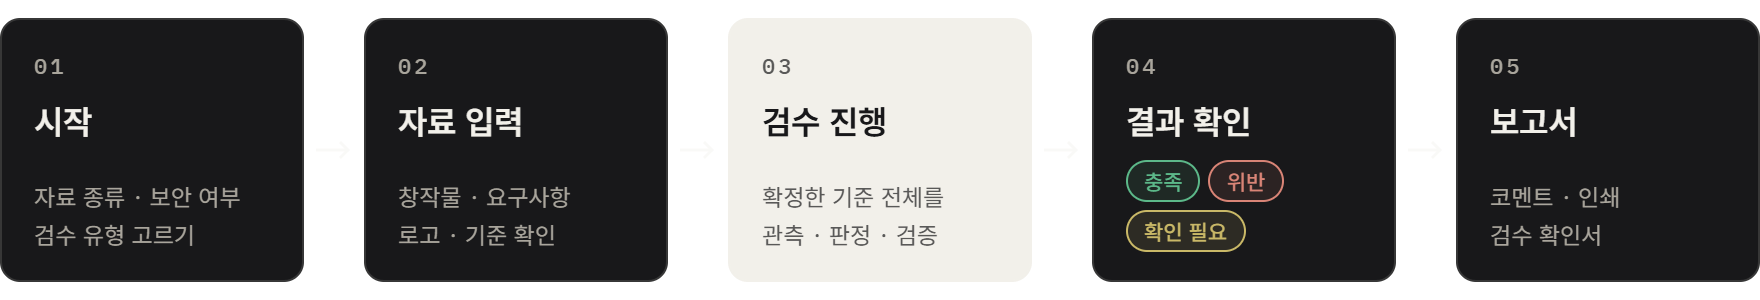 01
시작
자료 종류 · 보안 여부
검수 유형 고르기
→
02
자료 입력
창작물 · 요구사항
로고 · 기준 확인
→
03
검수 진행
확정한 기준 전체를
관측 · 판정 · 검증
→
04
결과 확인
충족 위반
확인 필요
→
05
보고서
코멘트 · 인쇄
검수 확인서